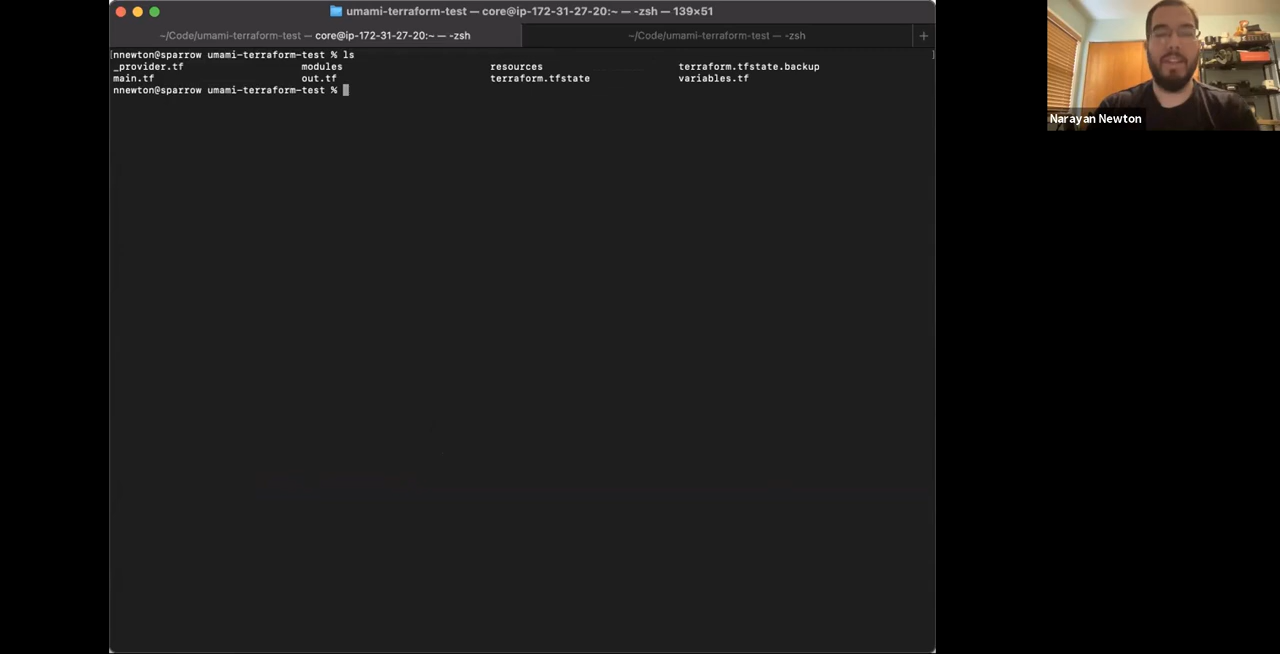 umami-terraform-test — core@ip-172-31-27-20:~ — -zsh — 139×51
~/Code/umami-terraform-test — core@ip-172-31-27-20:~ — -zsh
~/Code/umami-terraform-test — -zsh
+
[nnewton@sparrow umami-terraform-test % ls ]
_provider.tf modules resources terraform.tfstate.backup
main.tf out.tf terraform.tfstate variables.tf
nnewton@sparrow umami-terraform-test %
Narayan Newton